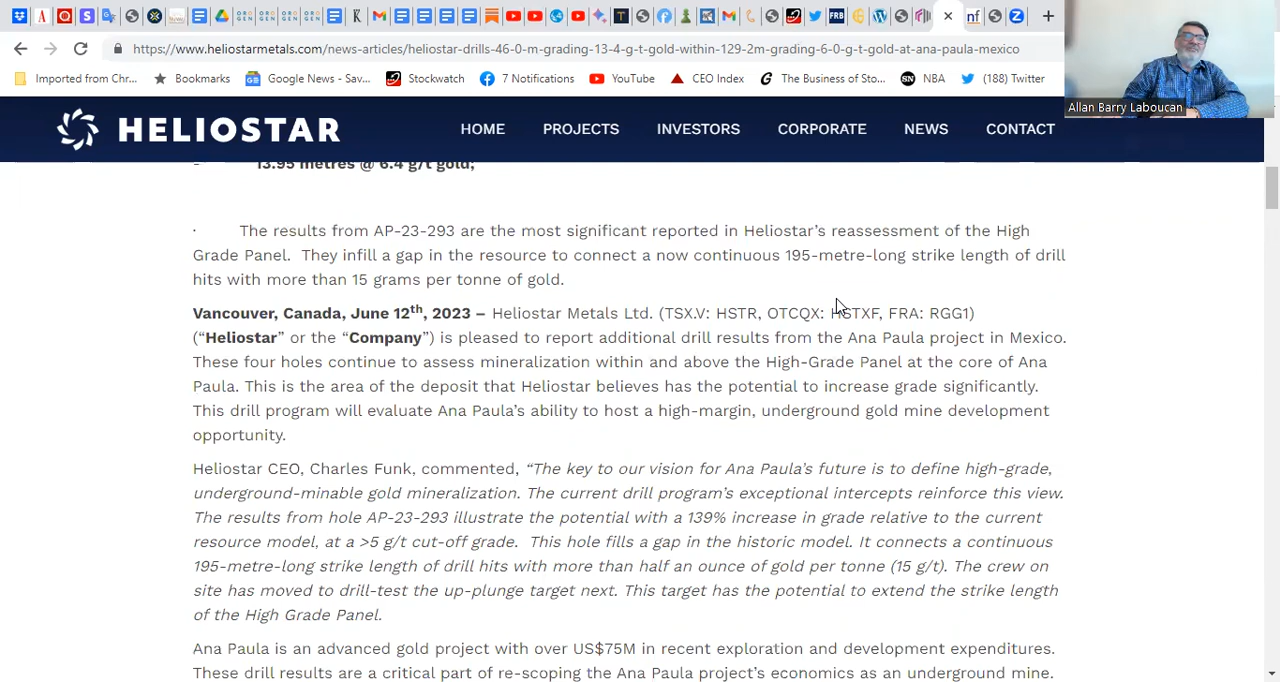 https://www.heliostarmetals.com/news-articles/heliostar-drills-46-0-m-grading-13-4-g-t-gold-within-129-2m-grading-6-0-g-t-gold-at-ana-paula-mexico
Imported from Chr... Bookmarks Google News - Sav... Stockwatch 7 Notifications YouTube CEO Index The Business of Sto... NBA (188) Twitter
Allan Barry Laboucan
HELIOSTAR HOME PROJECTS INVESTORS CORPORATE NEWS CONTACT
- 13.95 metres @ 6.4 g/t gold;
· The results from AP-23-293 are the most significant reported in Heliostar’s reassessment of the High
Grade Panel. They infill a gap in the resource to connect a now continuous 195-metre-long strike length of drill
hits with more than 15 grams per tonne of gold.
Vancouver, Canada, June 12th, 2023 – Heliostar Metals Ltd. (TSX.V: HSTR, OTCQX: HSTXF, FRA: RGG1)
(“Heliostar” or the “Company”) is pleased to report additional drill results from the Ana Paula project in Mexico.
These four holes continue to assess mineralization within and above the High-Grade Panel at the core of Ana
Paula. This is the area of the deposit that Heliostar believes has the potential to increase grade significantly.
This drill program will evaluate Ana Paula’s ability to host a high-margin, underground gold mine development
opportunity.
Heliostar CEO, Charles Funk, commented, “The key to our vision for Ana Paula’s future is to define high-grade,
underground-minable gold mineralization. The current drill program’s exceptional intercepts reinforce this view.
The results from hole AP-23-293 illustrate the potential with a 139% increase in grade relative to the current
resource model, at a >5 g/t cut-off grade. This hole fills a gap in the historic model. It connects a continuous
195-metre-long strike length of drill hits with more than half an ounce of gold per tonne (15 g/t). The crew on
site has moved to drill-test the up-plunge target next. This target has the potential to extend the strike length
of the High Grade Panel.
Ana Paula is an advanced gold project with over US$75M in recent exploration and development expenditures.
These drill results are a critical part of re-scoping the Ana Paula project’s economics as an underground mine.